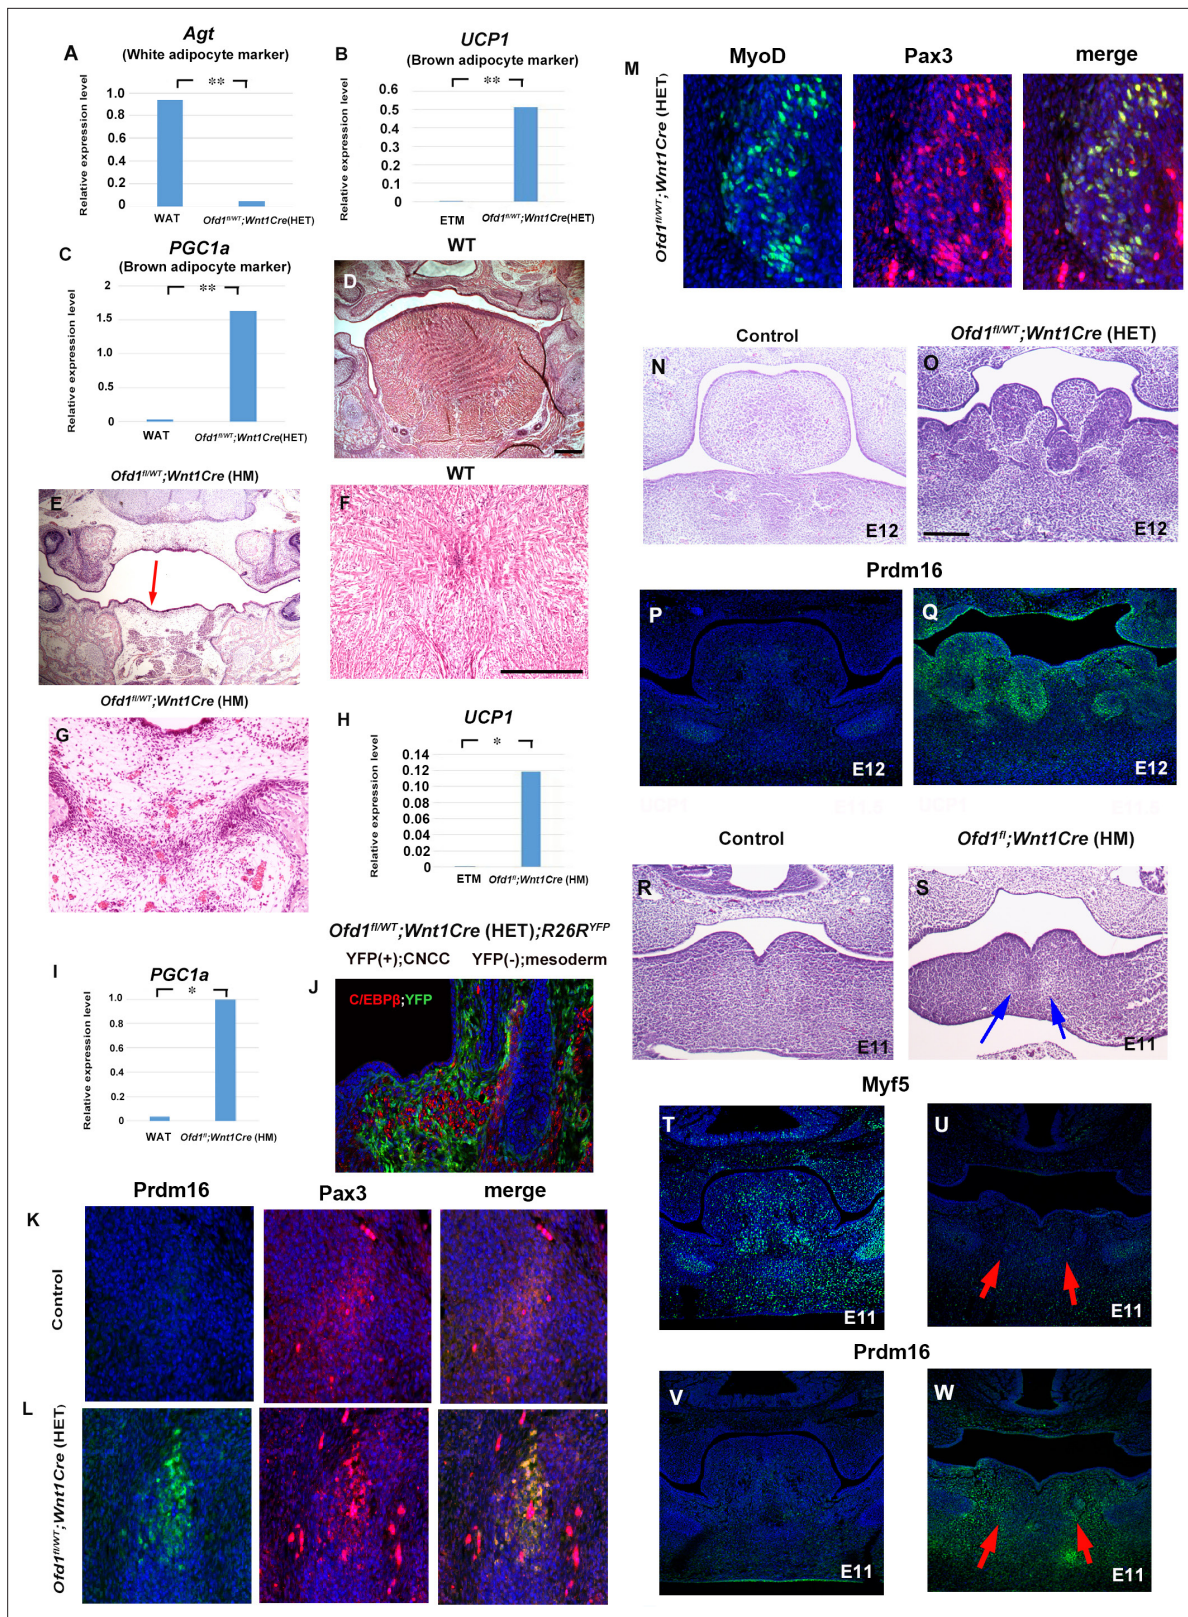 A
Agt
(White adipocyte marker)
**
Relative expression level
1.0
0.8
0.6
0.4
0.2
0
WAT
Ofd1fl/WT;Wnt1Cre(HET)
B
UCP1
(Brown adipocyte marker)
**
Relative expression level
0.6
0.5
0.4
0.3
0.2
0.1
0
ETM
Ofd1fl/WT;Wnt1Cre(HET)
C
PGC1a
(Brown adipocyte marker)
**
Relative expression level
2
1.5
1.0
0.5
0
WAT
Ofd1fl/WT;Wnt1Cre(HET)
WT
D
Ofd1fl/WT;Wnt1Cre (HM)
E
WT
F
Ofd1fl/WT;Wnt1Cre (HM)
G
H
UCP1
*
Relative expression level
0.14
0.12
0.10
0.08
0.06
0.04
0.02
0
ETM
Ofd1fl;Wnt1Cre (HM)
I
PGC1a
*
Relative expression level
1.0
0.8
0.6
0.4
0.2
0
WAT
Ofd1fl;Wnt1Cre (HM)
Ofd1fl/WT;Wnt1Cre (HET);R26RYFP
YFP(+);CNCC YFP(-);mesoderm
J
C/EBPβ;YFP
Prdm16 Pax3 merge
K
Control
L
Ofd1fl/WT;Wnt1Cre (HET)
M
MyoD Pax3 merge
Ofd1fl/WT;Wnt1Cre (HET)
Control
Ofd1fl/WT;Wnt1Cre (HET)
N
E12
O
E12
Prdm16
P
E12
Q
E12
Control
Ofd1fl;Wnt1Cre (HM)
R
E11
S
E11
Myf5
T
E11
U
E11
Prdm16
V
E11
W
E11